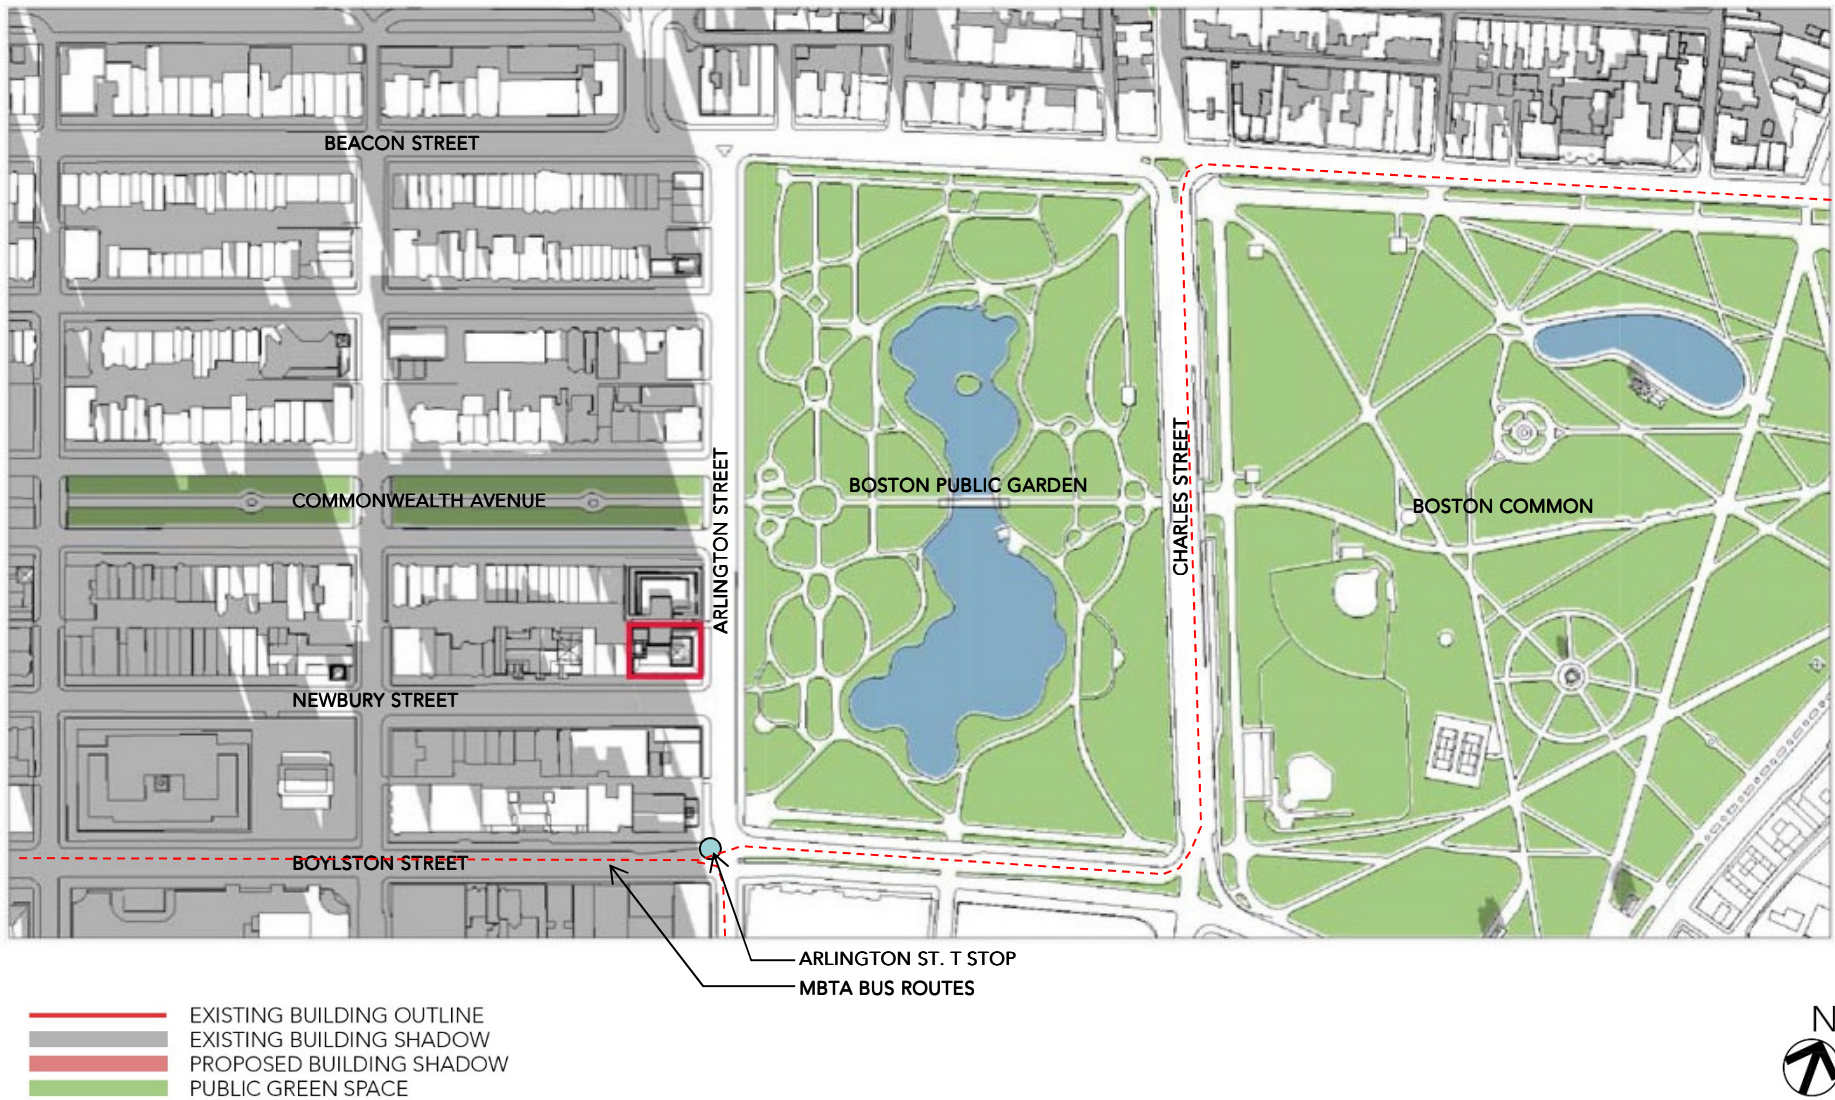 BEACON STREET
COMMONWEALTH AVENUE
ARLINGTON STREET
BOSTON PUBLIC GARDEN
CHARLES STREET
BOSTON COMMON
NEWBURY STREET
BOYLSTON STREET
ARLINGTON ST. T STOP
MBTA BUS ROUTES
EXISTING BUILDING OUTLINE
EXISTING BUILDING SHADOW
PROPOSED BUILDING SHADOW
PUBLIC GREEN SPACE
N